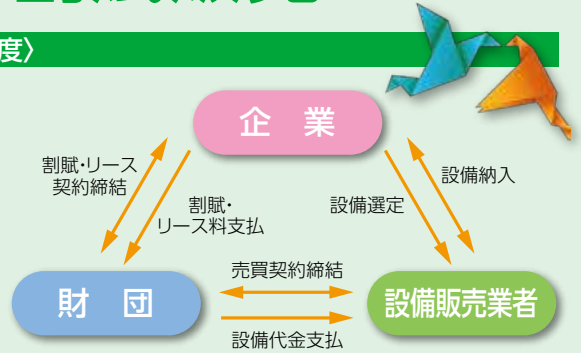 度〉
企 業
割賦・リース
契約締結
割賦・
リース料支払
設備選定
設備納入
売買契約締結
財 団
設備販売業者
設備代金支払